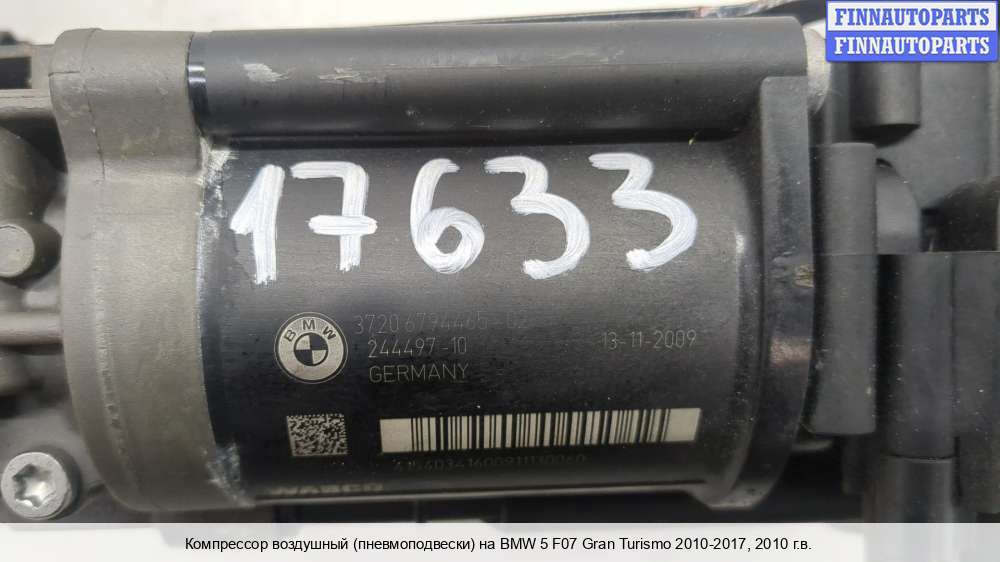 FINNAUTOPARTS
FINNAUTOPARTS
17633
BMW
3720 6794465
244497-10
13-11-2009
GERMANY
WABCO
Компрессор воздушный (пневмоподвески) на BMW 5 F07 Gran Turismo 2010-2017, 2010 г.в.